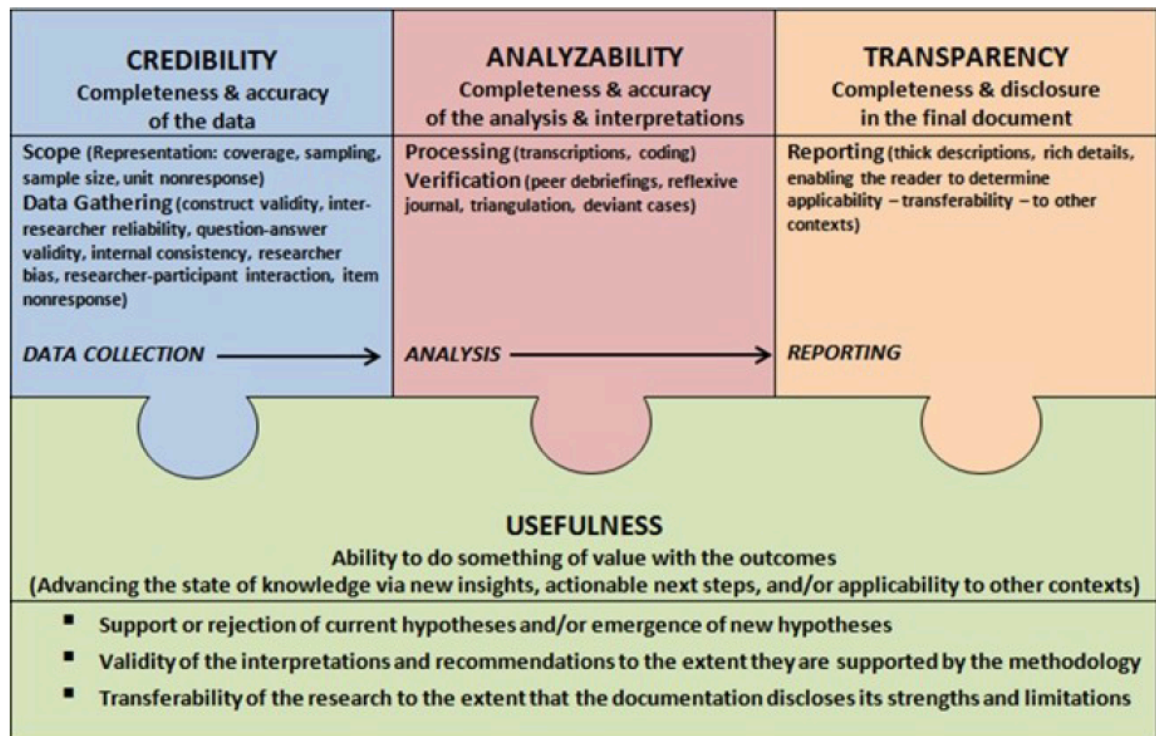 CREDIBILITY
Completeness & accuracy
of the data
Scope (Representation: coverage, sampling,
sample size, unit nonresponse)
Data Gathering (construct validity, inter-
researcher reliability, question-answer
validity, internal consistency, researcher
bias, researcher-participant interaction, item
nonresponse)
DATA COLLECTION
ANALYZABILITY
Completeness & accuracy
of the analysis & interpretations
Processing (transcriptions, coding)
Verification (peer debriefings, reflexive
journal, triangulation, deviant cases)
ANALYSIS
TRANSPARENCY
Completeness & disclosure
in the final document
Reporting (thick descriptions, rich details,
enabling the reader to determine
applicability – transferability – to other
contexts)
REPORTING
USEFULNESS
Ability to do something of value with the outcomes
(Advancing the state of knowledge via new insights, actionable next steps, and/or applicability to other contexts)
▪ Support or rejection of current hypotheses and/or emergence of new hypotheses
▪ Validity of the interpretations and recommendations to the extent they are supported by the methodology
▪ Transferability of the research to the extent that the documentation discloses its strengths and limitations